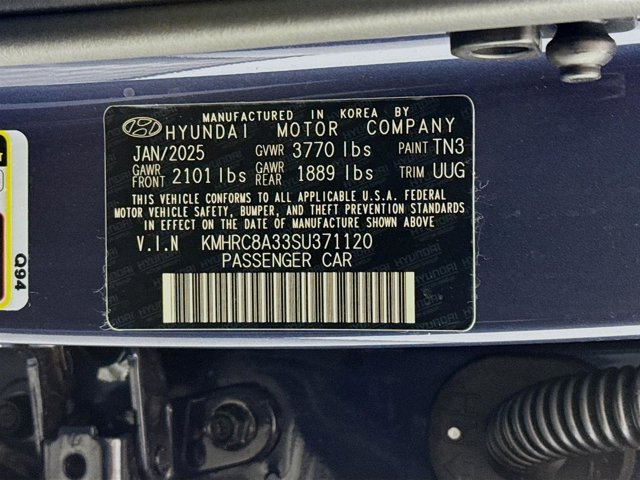 MANUFACTURED IN KOREA BY
HYUNDAI MOTOR COMPANY
JAN/2025 GVWR 3770 lbs PAINT TN3
GAWR FRONT 2101 lbs GAWR REAR 1889 lbs TRIM UUG
THIS VEHICLE CONFORMS TO ALL APPLICABLE U.S.A. FEDERAL
MOTOR VEHICLE SAFETY, BUMPER, AND THEFT PREVENTION STANDARDS
IN EFFECT ON THE DATE OF MANUFACTURE SHOWN ABOVE
V.I.N KMHRC8A33SU371120
PASSENGER CAR
Q94